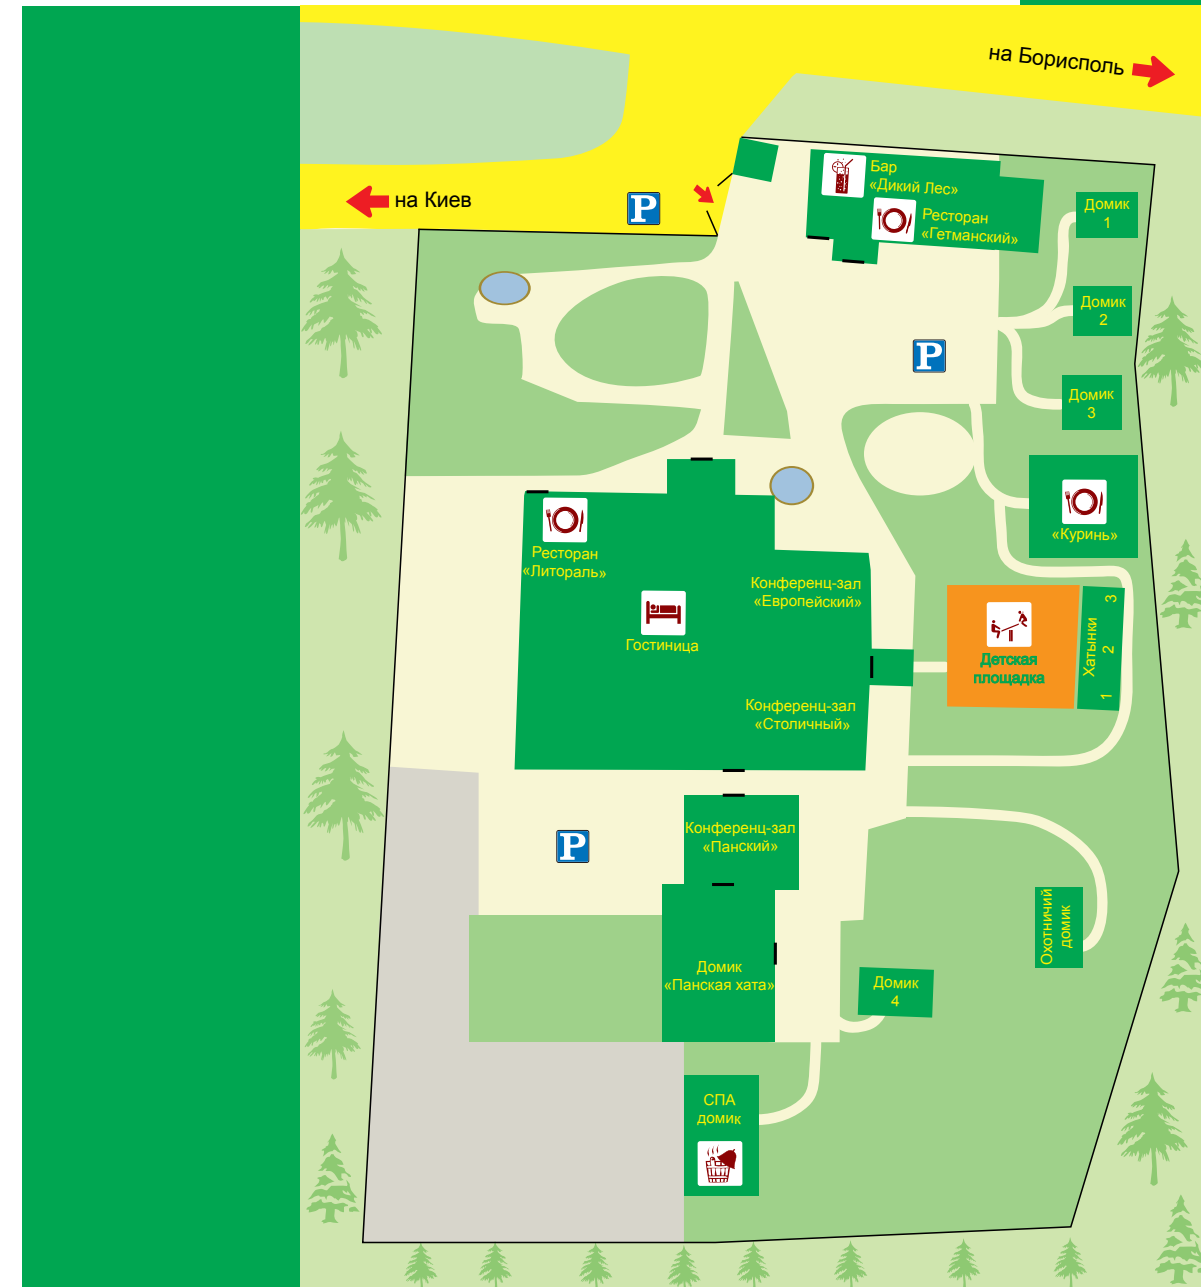 на Борисполь
на Киев
P
Бар
«Дикий Лес»
Ресторан
«Гетманский»
Домик
1
Домик
2
P
Домик
3
«Куринь»
Ресторан
«Литораль»
Гостиница
Конференц-зал
«Европейский»
Конференц-зал
«Столичный»
Детская
площадка
Хатынки
1 2 3
P
Конференц-зал
«Панский»
Домик
«Панская хата»
Домик
4
Охотничий
домик
СПА
домик